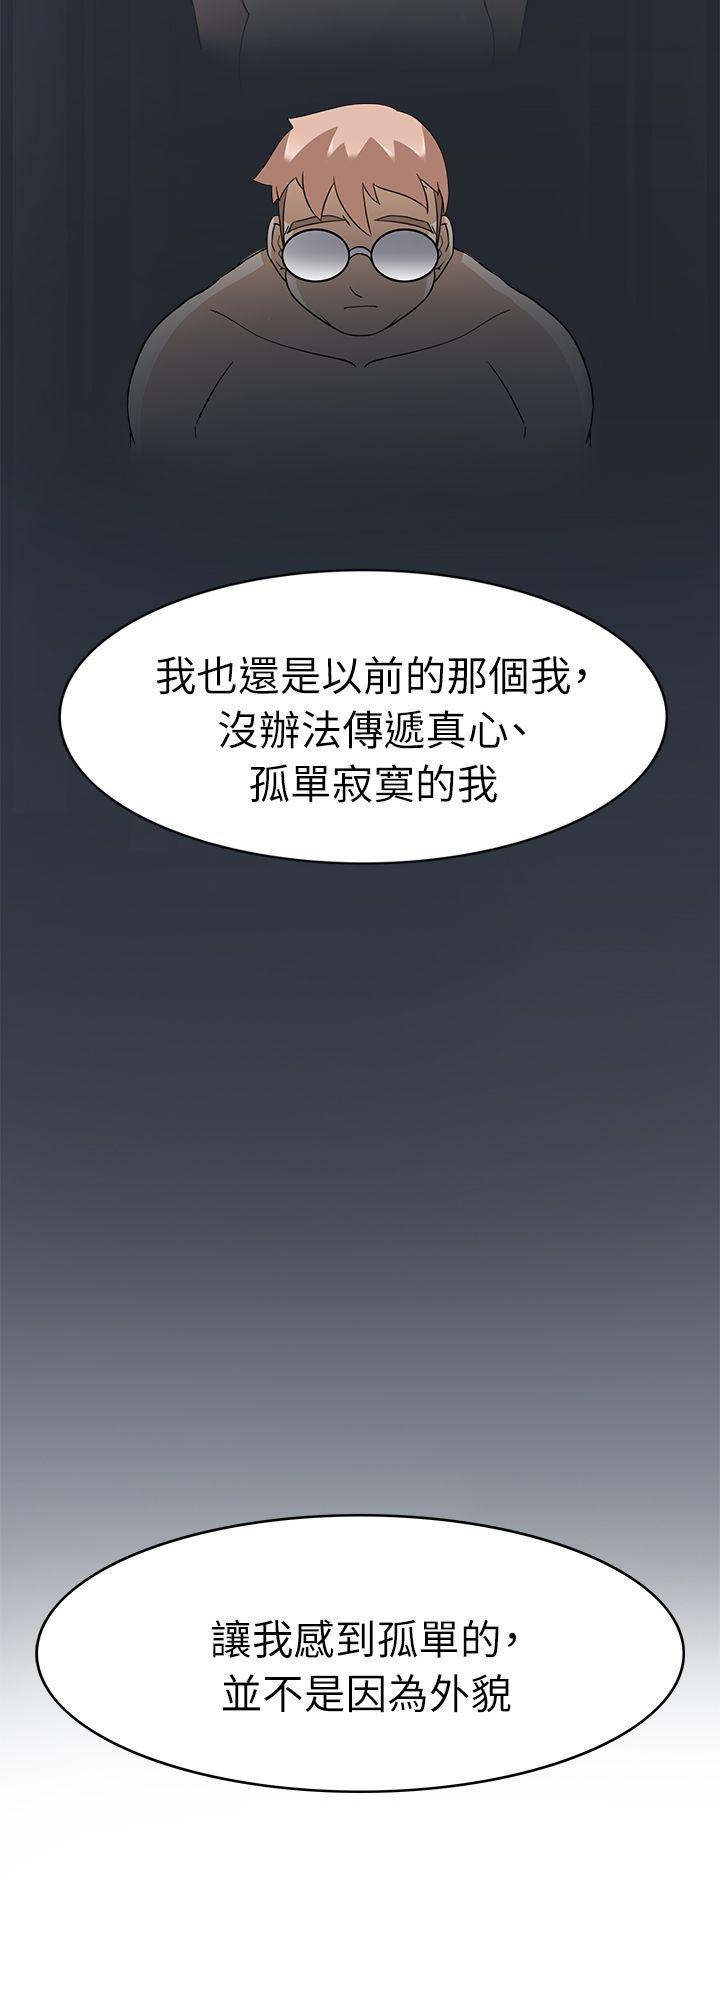 我也還是以前的那個我，
沒辦法傳遞真心、
孤單寂寞的我
讓我感到孤單的，
並不是因為外貌